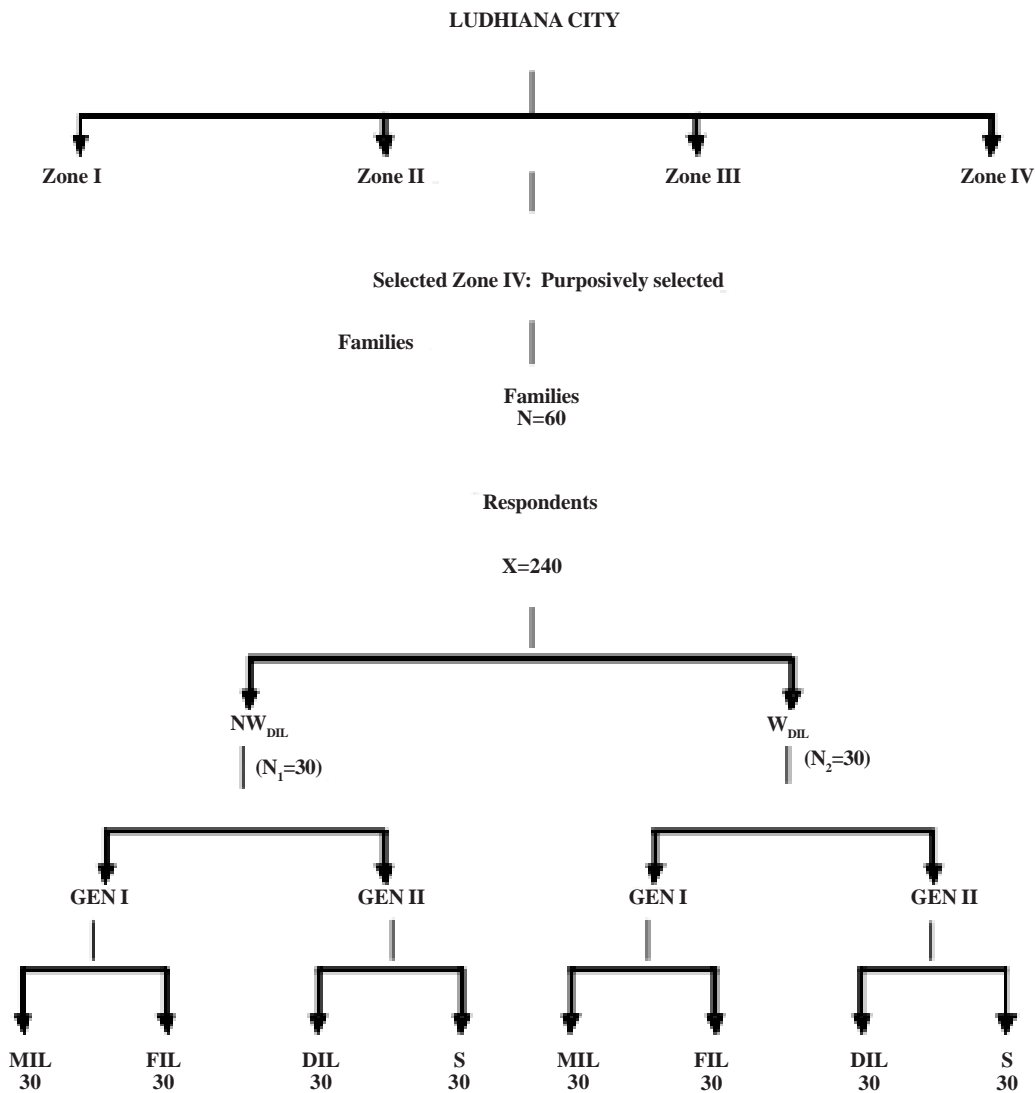 LUDHIANA CITY
Zone I Zone II Zone III Zone IV
Selected Zone IV: Purposively selected
Families
Families
N=60
Respondents
X=240
NW_DIL W_DIL
(N₁=30) (N₂=30)
GEN I GEN II GEN I GEN II
MIL FIL DIL S MIL FIL DIL S
30 30 30 30 30 30 30 30